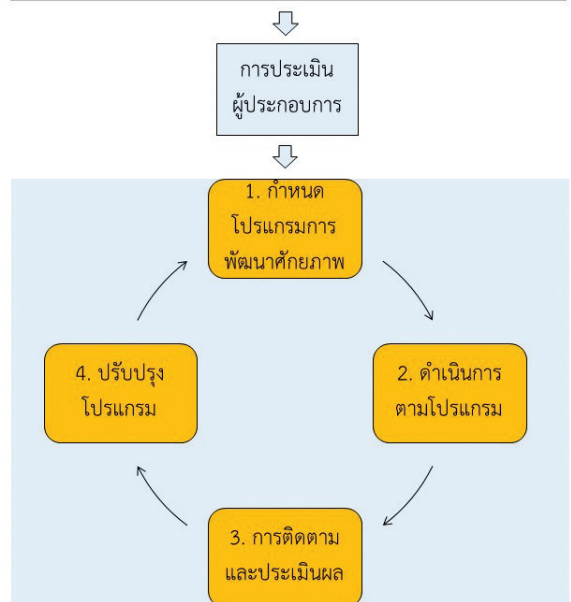 การประเมิน
ผู้ประกอบการ
1. กำหนด
โปรแกรมการ
พัฒนาศักยภาพ
4. ปรับปรุง
โปรแกรม
2. ดำเนินการ
ตามโปรแกรม
3. การติดตาม
และประเมินผล